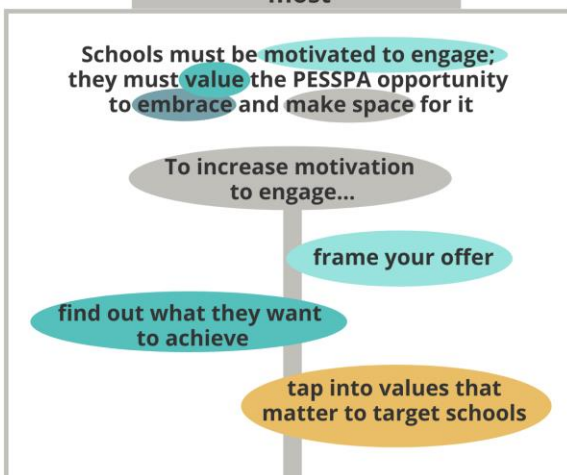 most
Schools must be motivated to engage;
they must value the PESSPA opportunity
to embrace and make space for it
To increase motivation
to engage...
frame your offer
find out what they want
to achieve
tap into values that
matter to target schools